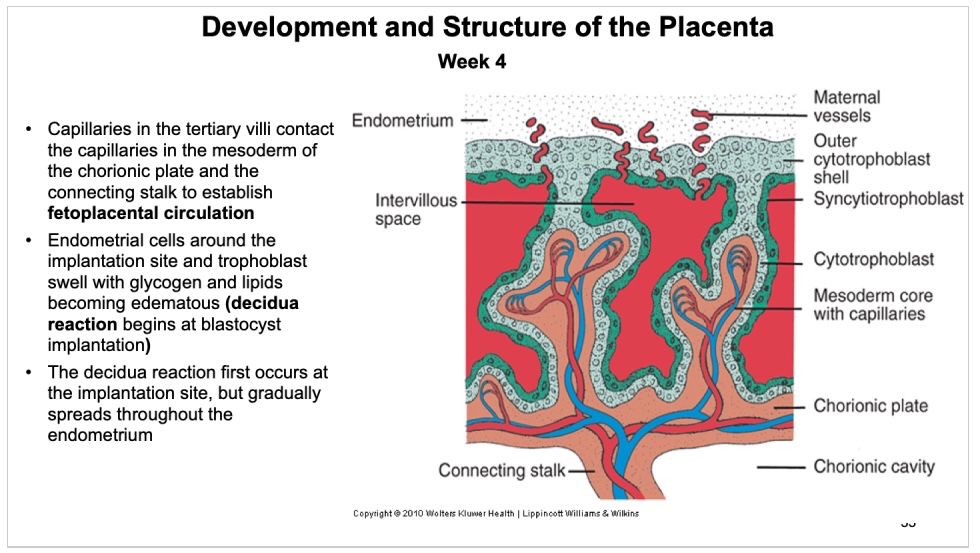 Development and Structure of the Placenta
Week 4
• Capillaries in the tertiary villi contact
the capillaries in the mesoderm of
the chorionic plate and the
connecting stalk to establish
fetoplacental circulation
• Endometrial cells around the
implantation site and trophoblast
swell with glycogen and lipids
becoming edematous (decidua
reaction begins at blastocyst
implantation)
• The decidua reaction first occurs at
the implantation site, but gradually
spreads throughout the
endometrium
Endometrium
Intervillous
space
Connecting stalk
Maternal
vessels
Outer
cytotrophoblast
shell
Syncytiotrophoblast
Cytotrophoblast
Mesoderm core
with capillaries
Chorionic plate
Chorionic cavity
Copyright © 2010 Wolters Kluwer Health | Lippincott Williams & Wilkins